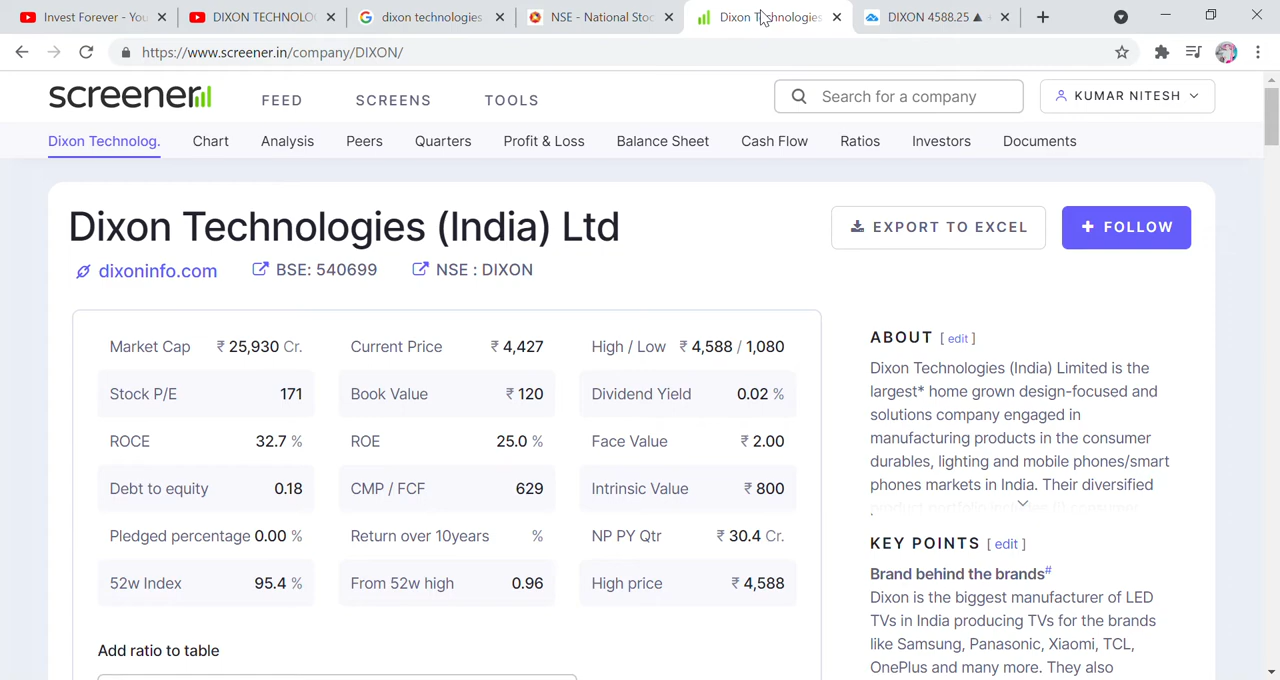 Invest Forever - You
DIXON TECHNOLO
dixon technologies
NSE - National Stoc
Dixon Technologies
DIXON 4588.25 ▲
https://www.screener.in/company/DIXON/
screener
FEED
SCREENS
TOOLS
Search for a company
KUMAR NITESH
Dixon Technolog.
Chart
Analysis
Peers
Quarters
Profit & Loss
Balance Sheet
Cash Flow
Ratios
Investors
Documents
Dixon Technologies (India) Ltd
EXPORT TO EXCEL
+ FOLLOW
dixoninfo.com
BSE: 540699
NSE : DIXON
Market Cap ₹ 25,930 Cr.
Current Price ₹ 4,427
High / Low ₹ 4,588 / 1,080
Stock P/E 171
Book Value ₹ 120
Dividend Yield 0.02 %
ROCE 32.7 %
ROE 25.0 %
Face Value ₹ 2.00
Debt to equity 0.18
CMP / FCF 629
Intrinsic Value ₹ 800
Pledged percentage 0.00 %
Return over 10years %
NP PY Qtr ₹ 30.4 Cr.
52w Index 95.4 %
From 52w high 0.96
High price ₹ 4,588
Add ratio to table
ABOUT [ edit ]
Dixon Technologies (India) Limited is the
largest* home grown design-focused and
solutions company engaged in
manufacturing products in the consumer
durables, lighting and mobile phones/smart
phones markets in India. Their diversified
KEY POINTS [ edit ]
Brand behind the brands#
Dixon is the biggest manufacturer of LED
TVs in India producing TVs for the brands
like Samsung, Panasonic, Xiaomi, TCL,
OnePlus and many more. They also